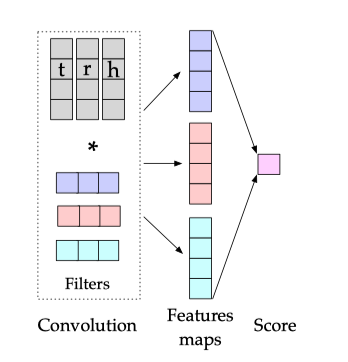 t r h
*
Filters
Convolution
Features
maps
Score